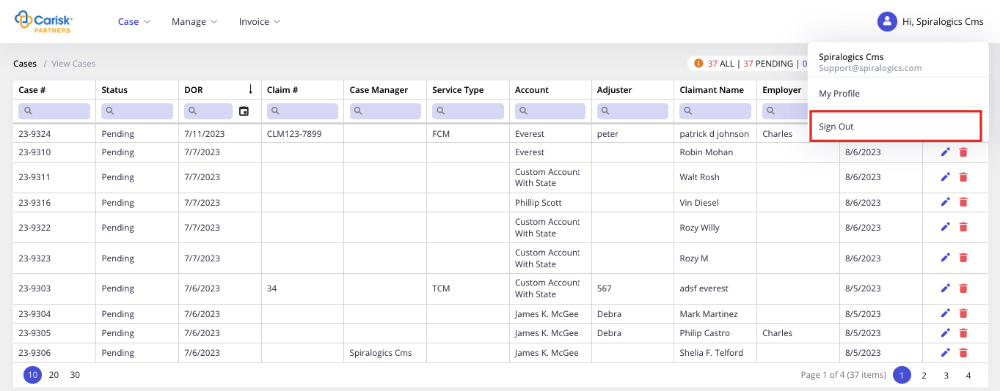 Carisk
PARTNERS
Case Manage Invoice
Hi, Spiralogics Cms
Cases / View Cases
37 ALL | 37 PENDING | 0
Spiralogics Cms
Support@spiralogics.com
My Profile
Sign Out
Case # Status DOR Claim # Case Manager Service Type Account Adjuster Claimant Name Employer
23-9324 Pending 7/11/2023 CLM123-7899 FCM Everest peter patrick d johnson Charles
23-9310 Pending 7/7/2023 Everest Robin Mohan 8/6/2023
23-9311 Pending 7/7/2023 Custom Account With State Walt Rosh 8/6/2023
23-9316 Pending 7/7/2023 Phillip Scott Vin Diesel 8/6/2023
23-9322 Pending 7/7/2023 Custom Account With State Rozy Willy 8/6/2023
23-9323 Pending 7/7/2023 Custom Account With State Rozy M 8/6/2023
23-9303 Pending 7/6/2023 34 TCM Custom Account With State 567 adsf everest 8/5/2023
23-9304 Pending 7/6/2023 James K. McGee Debra Mark Martinez 8/5/2023
23-9305 Pending 7/6/2023 James K. McGee Debra Philip Castro Charles 8/5/2023
23-9306 Pending 7/6/2023 Spiralogics Cms James K. McGee Shelia F. Telford 8/5/2023
10 20 30
Page 1 of 4 (37 items) 1 2 3 4